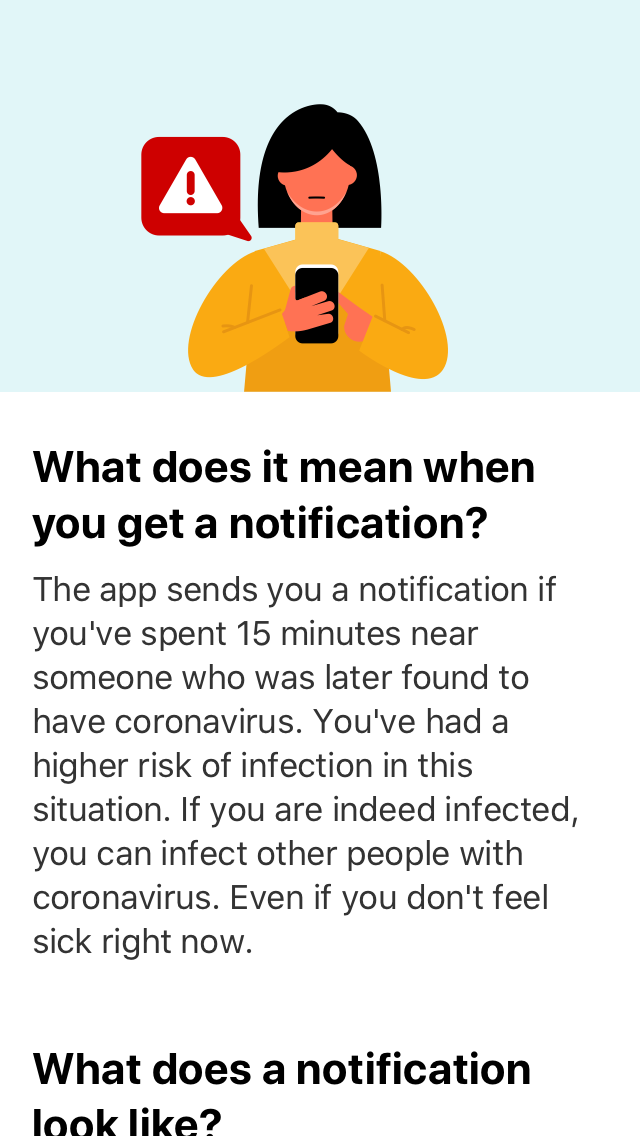 What does it mean when
you get a notification?
The app sends you a notification if
you've spent 15 minutes near
someone who was later found to
have coronavirus. You've had a
higher risk of infection in this
situation. If you are indeed infected,
you can infect other people with
coronavirus. Even if you don't feel
sick right now.
What does a notification
look like?